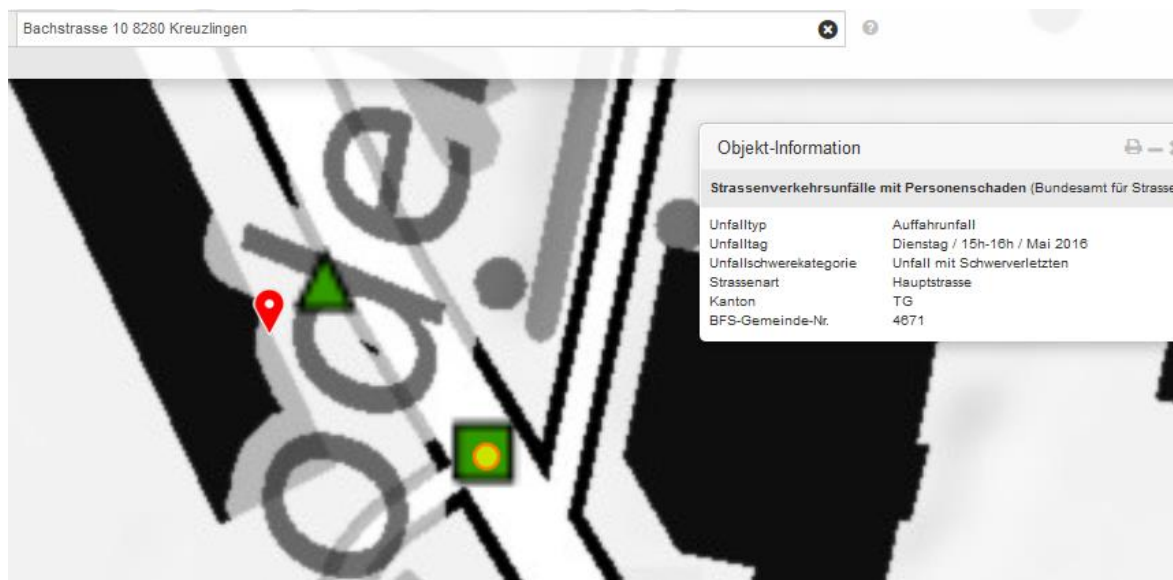 Bachstrasse 10 8280 Kreuzlingen
Objekt-Information
Strassenverkehrsunfälle mit Personenschaden (Bundesamt für Strasse
Unfalltyp Auffahrunfall
Unfalltag Dienstag / 15h-16h / Mai 2016
Unfallschwerekategorie Unfall mit Schwerverletzten
Strassenart Hauptstrasse
Kanton TG
BFS-Gemeinde-Nr. 4671